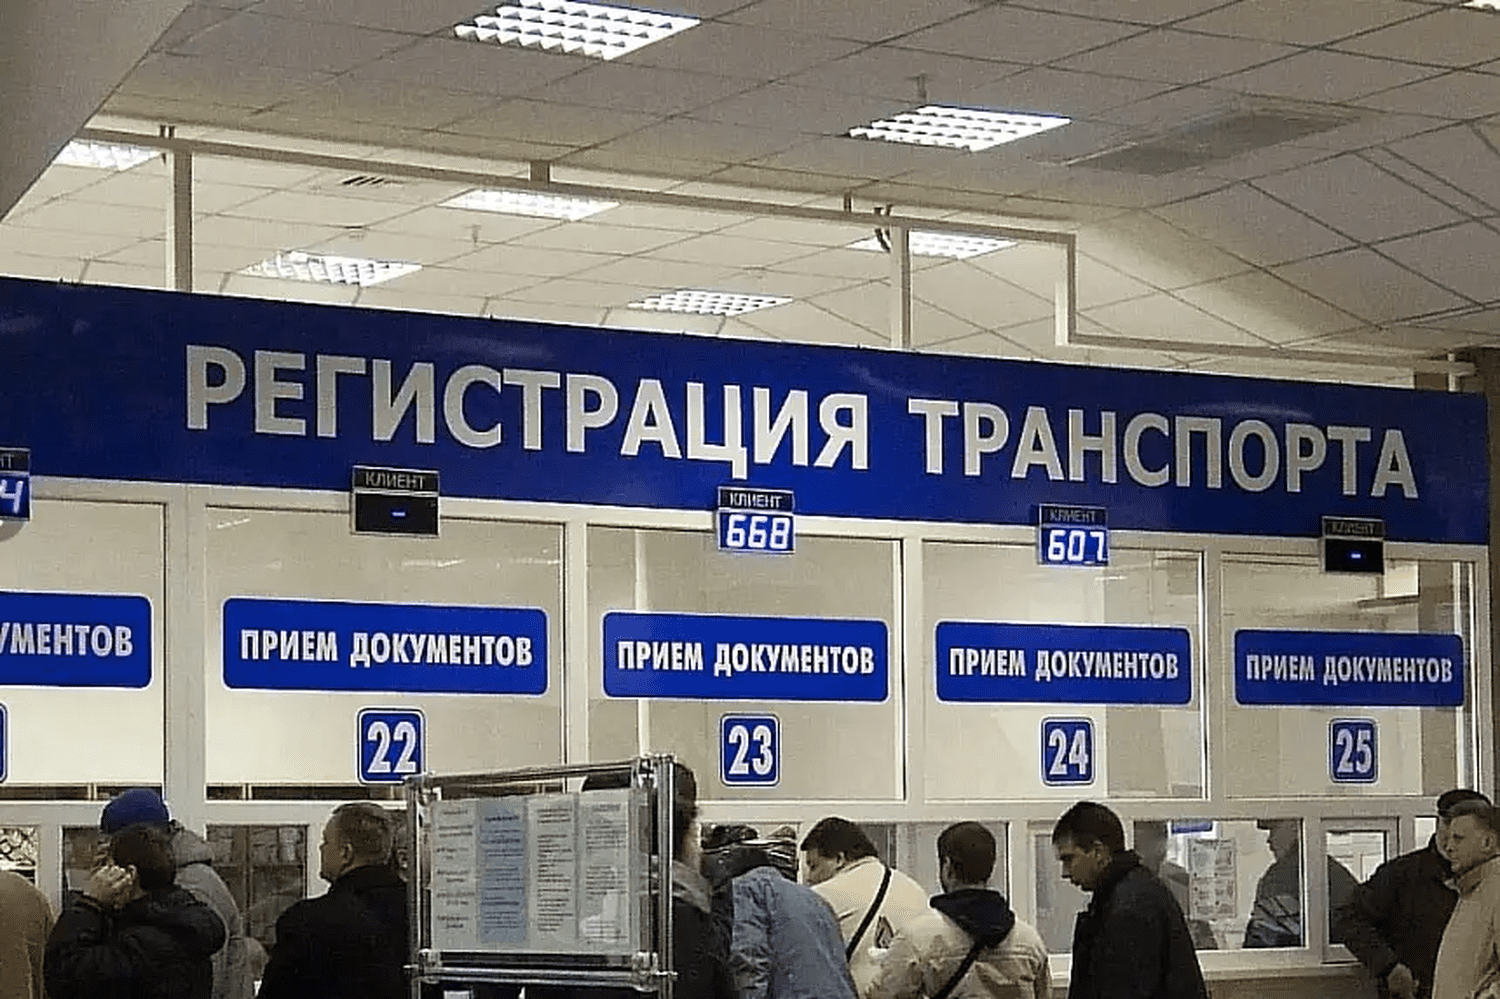 РЕГИСТРАЦИЯ ТРАНСПОРТА
КЛИЕНТ
-
КЛИЕНТ
668
КЛИЕНТ
607
КЛИЕНТ
-
ПРИЕМ ДОКУМЕНТОВ
ПРИЕМ ДОКУМЕНТОВ
ПРИЕМ ДОКУМЕНТОВ
ПРИЕМ ДОКУМЕНТОВ
22
23
24
25